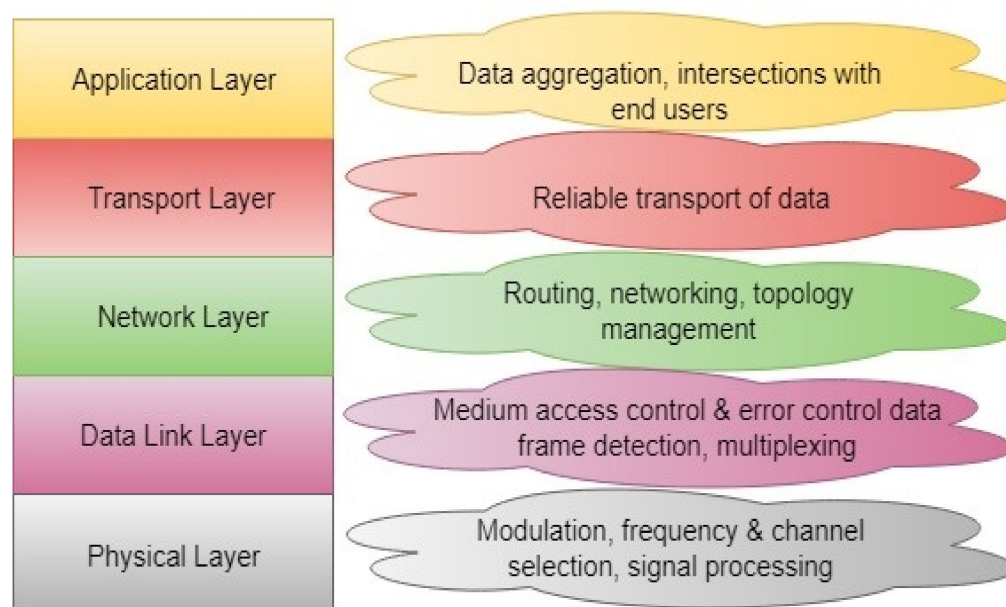 Application Layer
Data aggregation, intersections with
end users
Transport Layer
Reliable transport of data
Network Layer
Routing, networking, topology
management
Data Link Layer
Medium access control & error control data
frame detection, multiplexing
Physical Layer
Modulation, frequency & channel
selection, signal processing